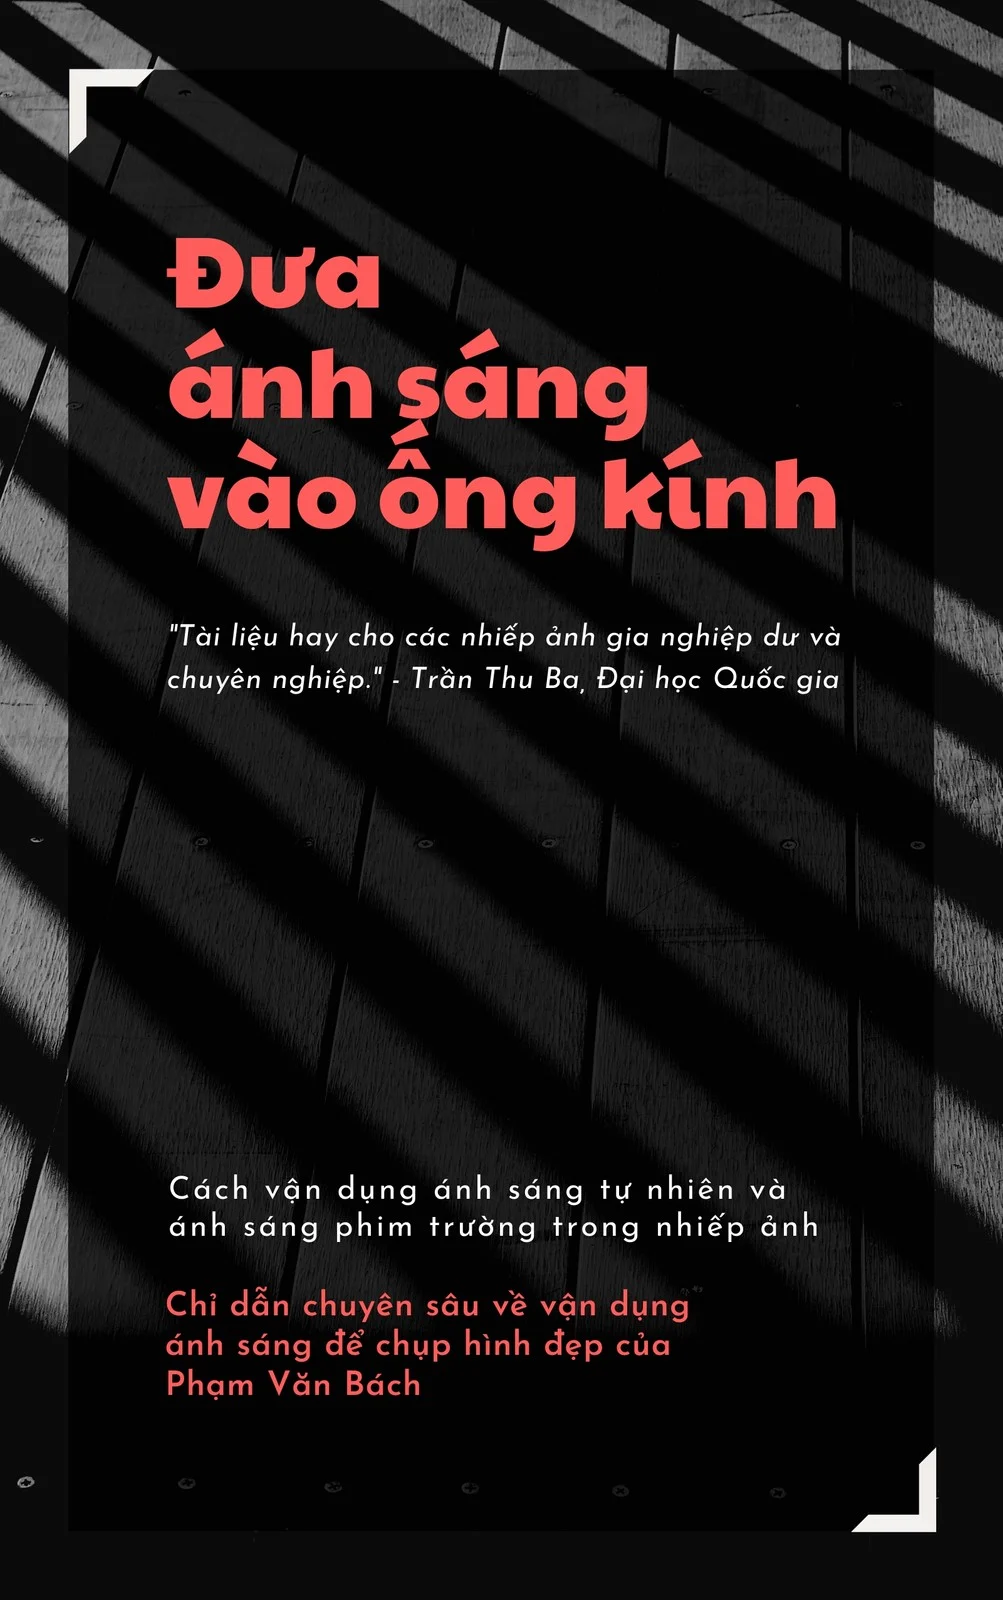 Đưa
ánh sáng
vào ống kính
"Tài liệu hay cho các nhiếp ảnh gia nghiệp dư và
chuyên nghiệp." - Trần Thu Ba, Đại học Quốc gia
Cách vận dụng ánh sáng tự nhiên và
ánh sáng phim trường trong nhiếp ảnh
Chỉ dẫn chuyên sâu về vận dụng
ánh sáng để chụp hình đẹp của
Phạm Văn Bách